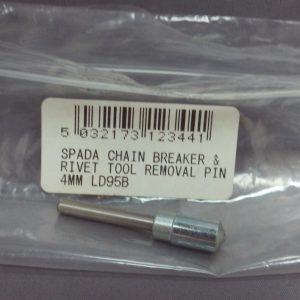 5 032173 123441
SPADA CHAIN BREAKER &
RIVET TOOL REMOVAL PIN
4MM LD95B